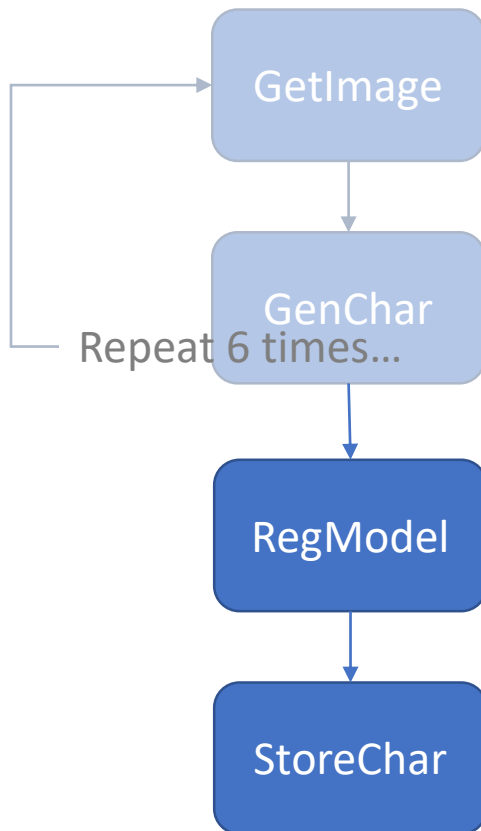 GetImage
GenChar
Repeat 6 times…
RegModel
StoreChar